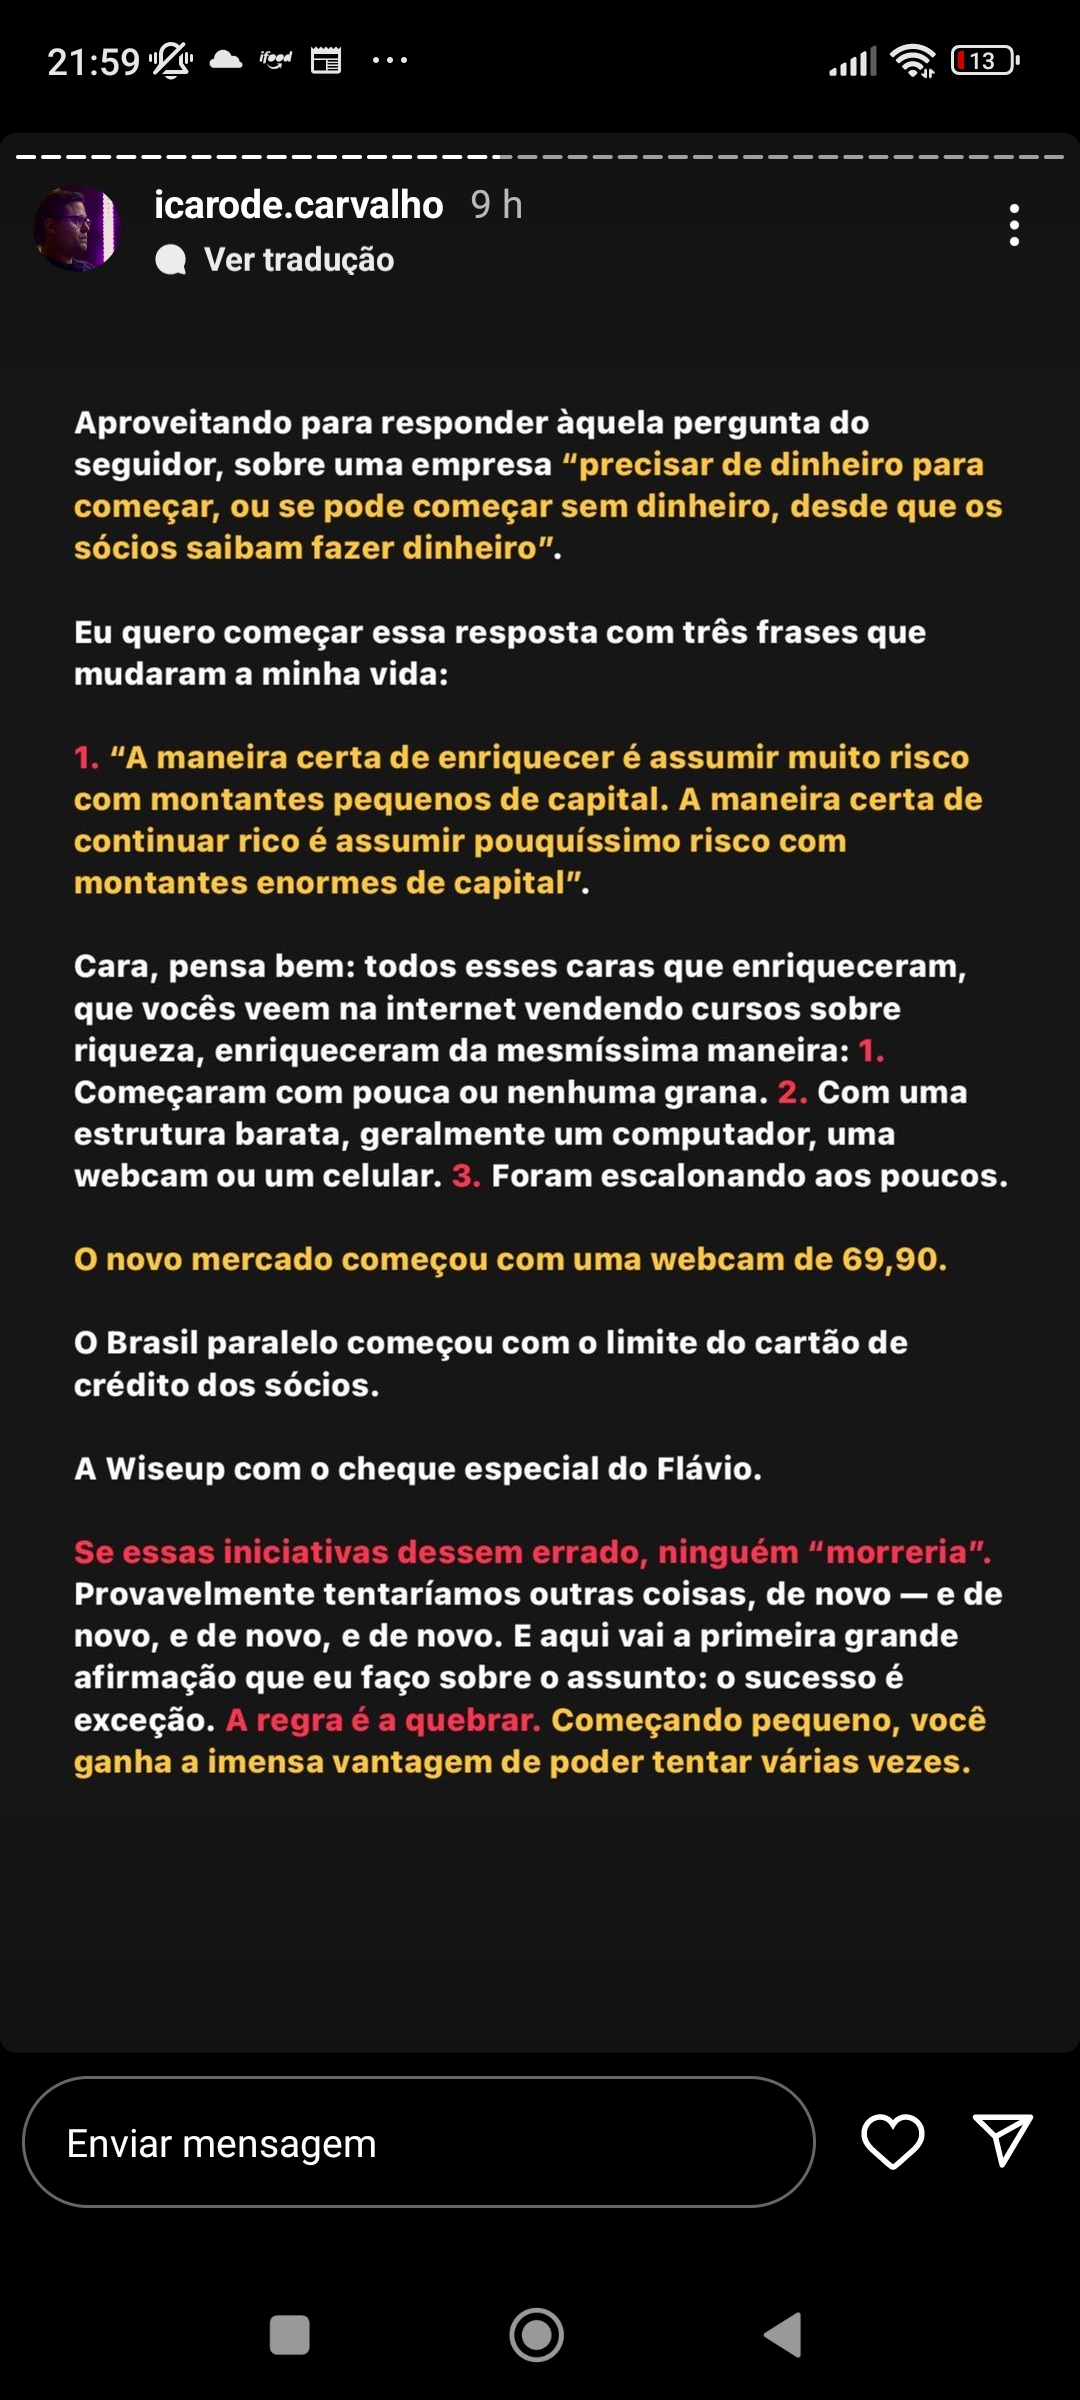 21:59
ifood
13
icarode.carvalho 9 h
Ver tradução
Aproveitando para responder àquela pergunta do
seguidor, sobre uma empresa “precisar de dinheiro para
começar, ou se pode começar sem dinheiro, desde que os
sócios saibam fazer dinheiro”.
Eu quero começar essa resposta com três frases que
mudaram a minha vida:
1. “A maneira certa de enriquecer é assumir muito risco
com montantes pequenos de capital. A maneira certa de
continuar rico é assumir pouquíssimo risco com
montantes enormes de capital”.
Cara, pensa bem: todos esses caras que enriqueceram,
que vocês veem na internet vendendo cursos sobre
riqueza, enriqueceram da mesmíssima maneira: 1.
Começaram com pouca ou nenhuma grana. 2. Com uma
estrutura barata, geralmente um computador, uma
webcam ou um celular. 3. Foram escalonando aos poucos.
O novo mercado começou com uma webcam de 69,90.
O Brasil paralelo começou com o limite do cartão de
crédito dos sócios.
A Wiseup com o cheque especial do Flávio.
Se essas iniciativas dessem errado, ninguém “morreria”.
Provavelmente tentaríamos outras coisas, de novo — e de
novo, e de novo, e de novo. E aqui vai a primeira grande
afirmação que eu faço sobre o assunto: o sucesso é
exceção. A regra é a quebrar. Começando pequeno, você
ganha a imensa vantagem de poder tentar várias vezes.
Enviar mensagem